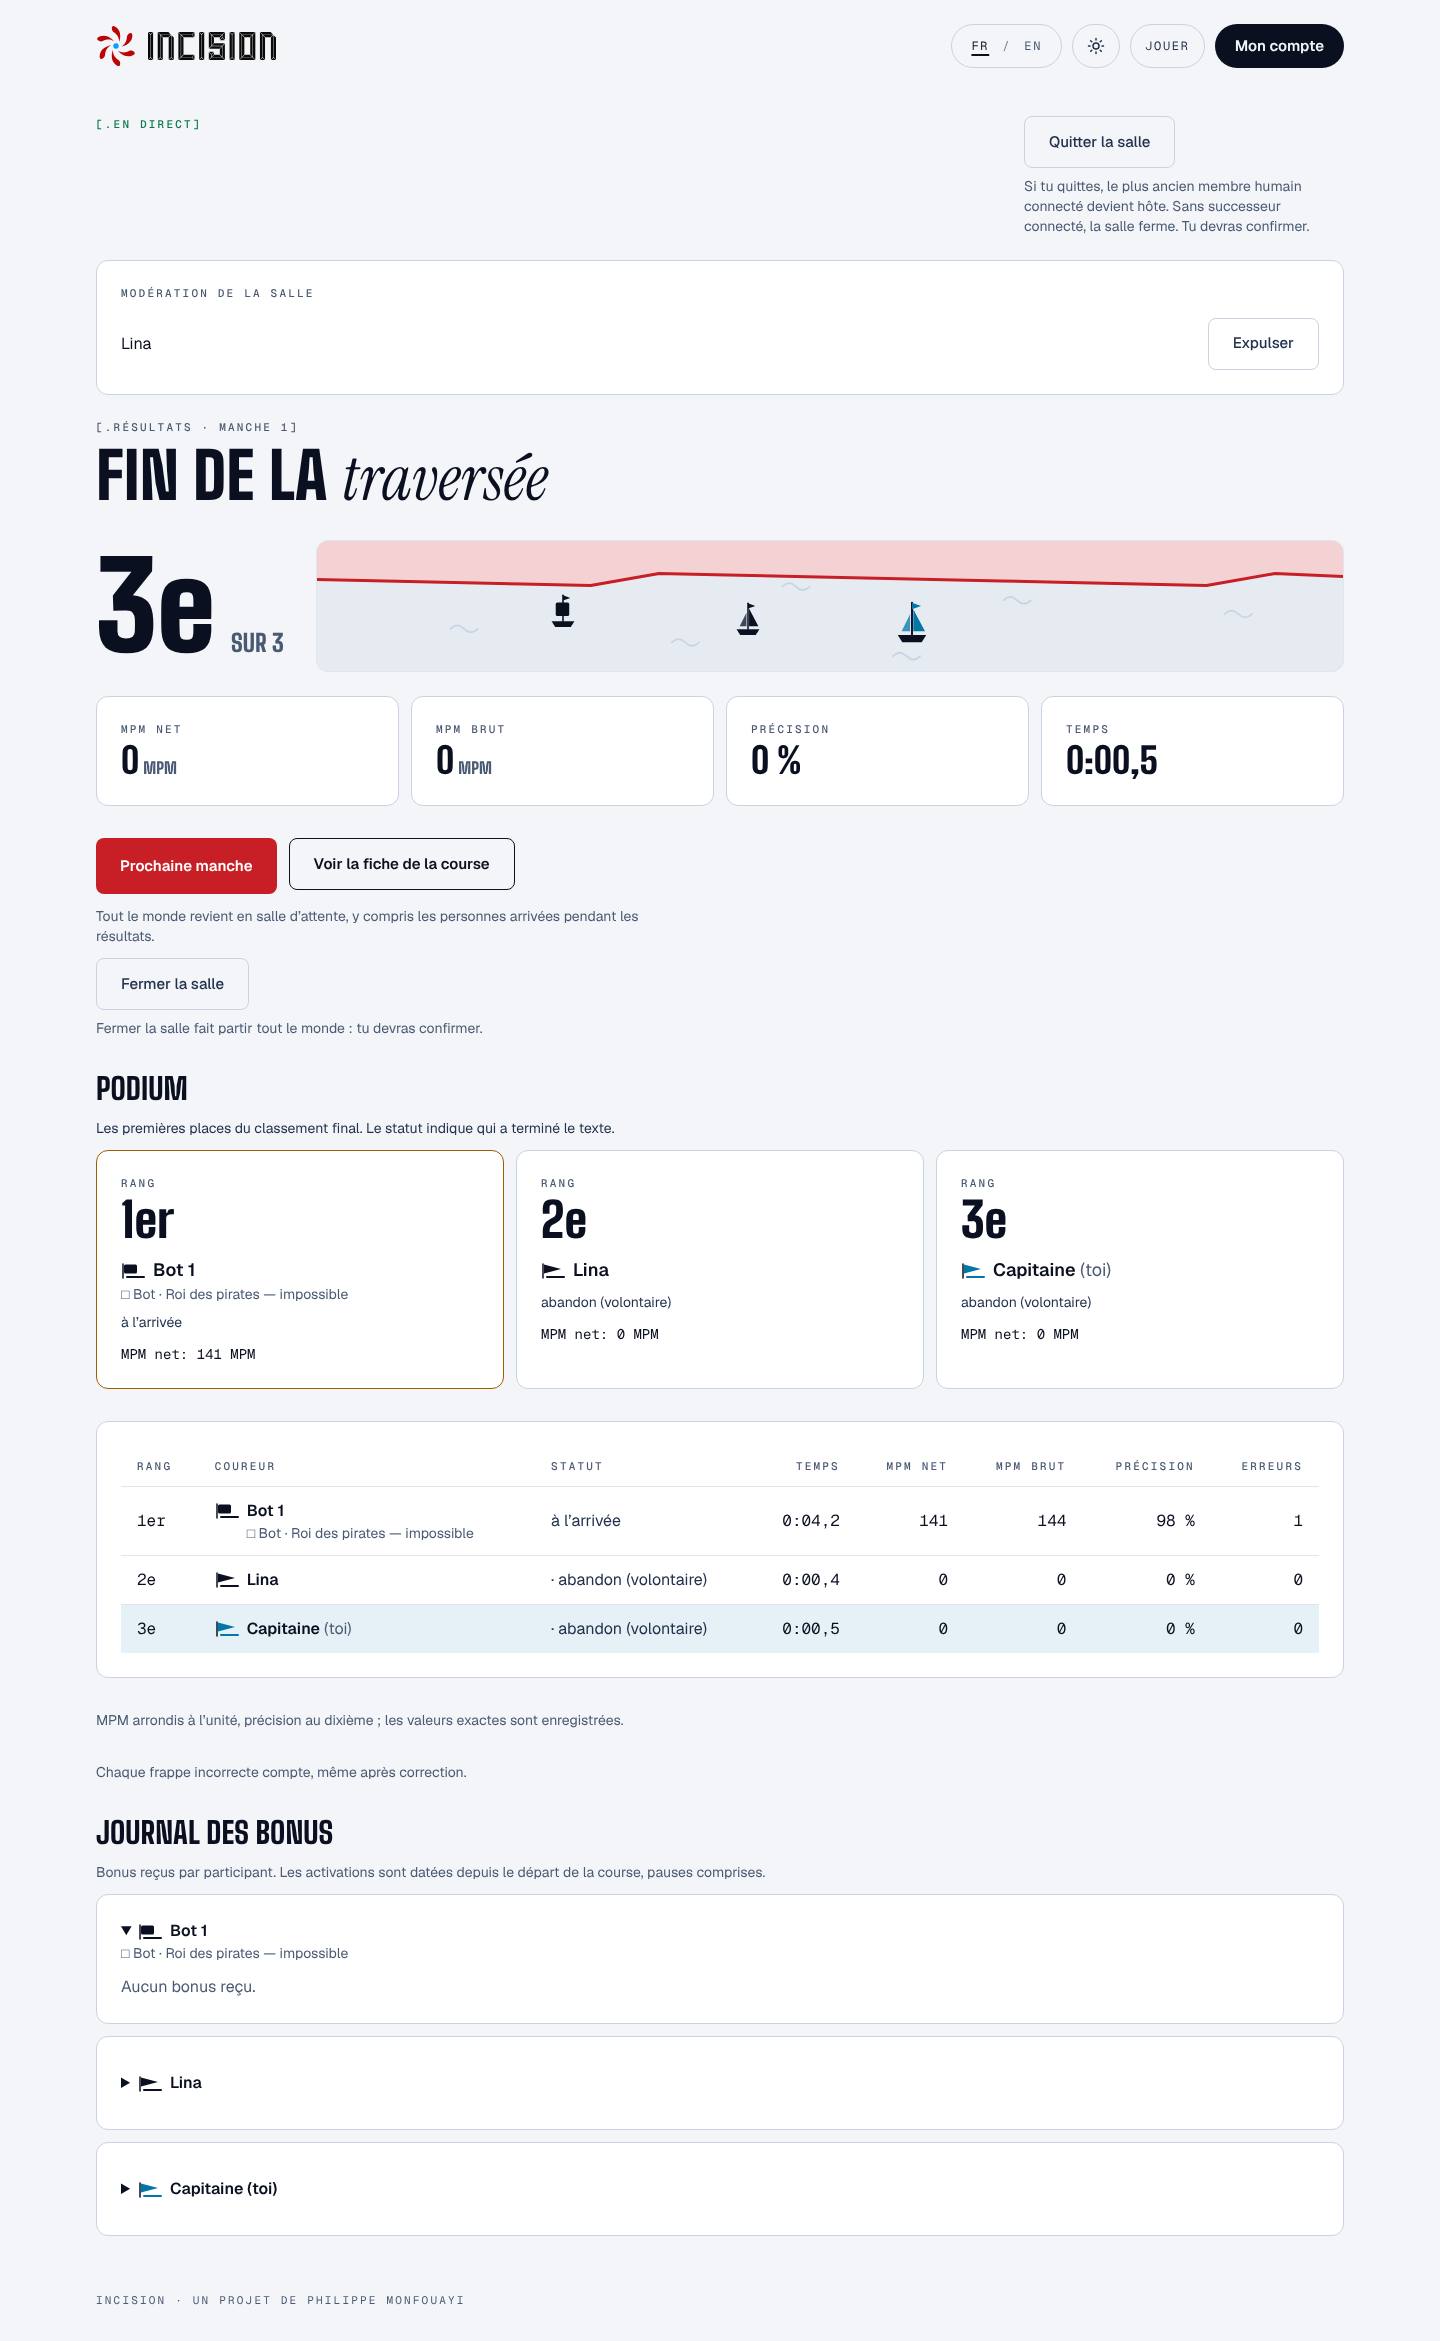 INCISION
FR / EN
JOUER
Mon compte
[.EN DIRECT]
Quitter la salle
Si tu quittes, le plus ancien membre humain
connecté devient hôte. Sans successeur
connecté, la salle ferme. Tu devras confirmer.
MODÉRATION DE LA SALLE
Lina
Expulser
[.RÉSULTATS · MANCHE 1]
FIN DE LA traversée
3e SUR 3
MPM NET
0 MPM
MPM BRUT
0 MPM
PRÉCISION
0 %
TEMPS
0:00,5
Prochaine manche
Voir la fiche de la course
Tout le monde revient en salle d’attente, y compris les personnes arrivées pendant les
résultats.
Fermer la salle
Fermer la salle fait partir tout le monde : tu devras confirmer.
PODIUM
Les premières places du classement final. Le statut indique qui a terminé le texte.
RANG
1er
Bot 1
□ Bot · Roi des pirates — impossible
à l’arrivée
MPM net: 141 MPM
RANG
2e
Lina
abandon (volontaire)
MPM net: 0 MPM
RANG
3e
Capitaine (toi)
abandon (volontaire)
MPM net: 0 MPM
RANG COUREUR STATUT TEMPS MPM NET MPM BRUT PRÉCISION ERREURS
1er Bot 1 à l’arrivée 0:04,2 141 144 98 % 1
□ Bot · Roi des pirates — impossible
2e Lina · abandon (volontaire) 0:00,4 0 0 0 % 0
3e Capitaine (toi) · abandon (volontaire) 0:00,5 0 0 0 % 0
MPM arrondis à l’unité, précision au dixième ; les valeurs exactes sont enregistrées.
Chaque frappe incorrecte compte, même après correction.
JOURNAL DES BONUS
Bonus reçus par participant. Les activations sont datées depuis le départ de la course, pauses comprises.
▼ Bot 1
□ Bot · Roi des pirates — impossible
Aucun bonus reçu.
▶ Lina
▶ Capitaine (toi)
INCISION · UN PROJET DE PHILIPPE MONFOUAYI